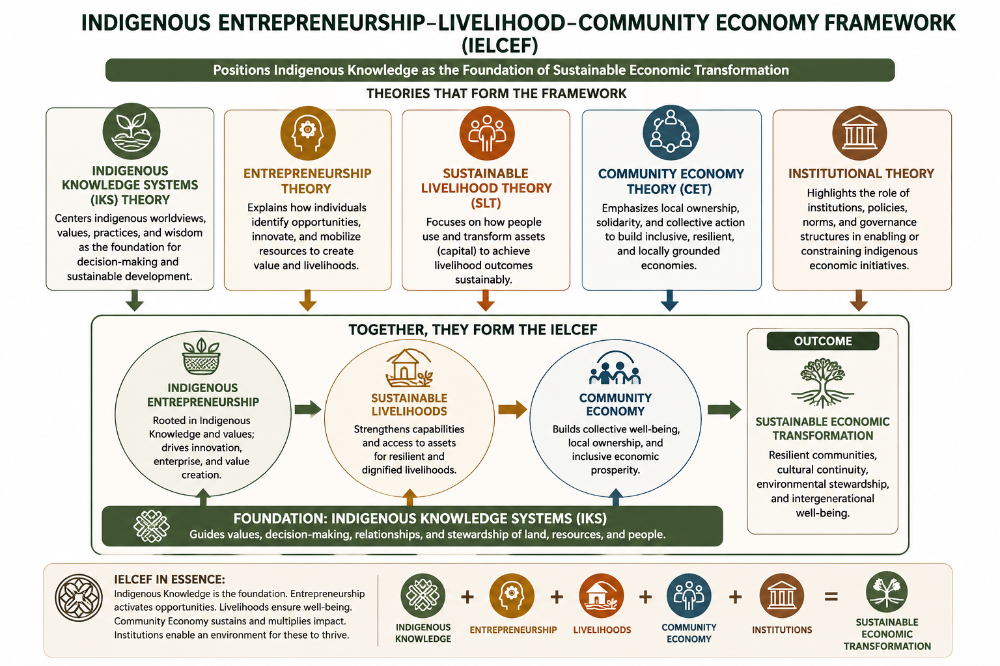 INDIGENOUS ENTREPRENEURSHIP–LIVELIHOOD–COMMUNITY ECONOMY FRAMEWORK
(IELCEF)
Positions Indigenous Knowledge as the Foundation of Sustainable Economic Transformation
THEORIES THAT FORM THE FRAMEWORK
INDIGENOUS
KNOWLEDGE SYSTEMS
(IKS) THEORY
Centers indigenous worldviews,
values, practices, and wisdom
as the foundation for
decision-making and
sustainable development.
ENTREPRENEURSHIP
THEORY
Explains how individuals
identify opportunities,
innovate, and mobilize
resources to create
value and livelihoods.
SUSTAINABLE
LIVELIHOOD THEORY
(SLT)
Focuses on how people
use and transform assets
(capital) to achieve
livelihood outcomes
sustainably.
COMMUNITY ECONOMY
THEORY (CET)
Emphasizes local ownership,
solidarity, and collective action
to build inclusive, resilient,
and locally grounded
economies.
INSTITUTIONAL THEORY
Highlights the role of
institutions, policies,
norms, and governance
structures in enabling or
constraining indigenous
economic initiatives.
TOGETHER, THEY FORM THE IELCEF
INDIGENOUS
ENTREPRENEURSHIP
Rooted in Indigenous
Knowledge and values;
drives innovation,
enterprise, and value
creation.
SUSTAINABLE
LIVELIHOODS
Strengthens capabilities
and access to assets
for resilient and
dignified livelihoods.
COMMUNITY
ECONOMY
Builds collective well-being,
local ownership, and
inclusive economic
prosperity.
OUTCOME
SUSTAINABLE ECONOMIC
TRANSFORMATION
Resilient communities,
cultural continuity,
environmental stewardship,
and intergenerational
well-being.
FOUNDATION: INDIGENOUS KNOWLEDGE SYSTEMS (IKS)
Guides values, decision-making, relationships, and stewardship of land, resources, and people.
IELCEF IN ESSENCE:
Indigenous Knowledge is the foundation. Entrepreneurship
activates opportunities. Livelihoods ensure well-being.
Community Economy sustains and multiplies impact.
Institutions enable an environment for these to thrive.
INDIGENOUS
KNOWLEDGE
+
ENTREPRENEURSHIP
+
LIVELIHOODS
+
COMMUNITY
ECONOMY
+
INSTITUTIONS
=
SUSTAINABLE
ECONOMIC
TRANSFORMATION